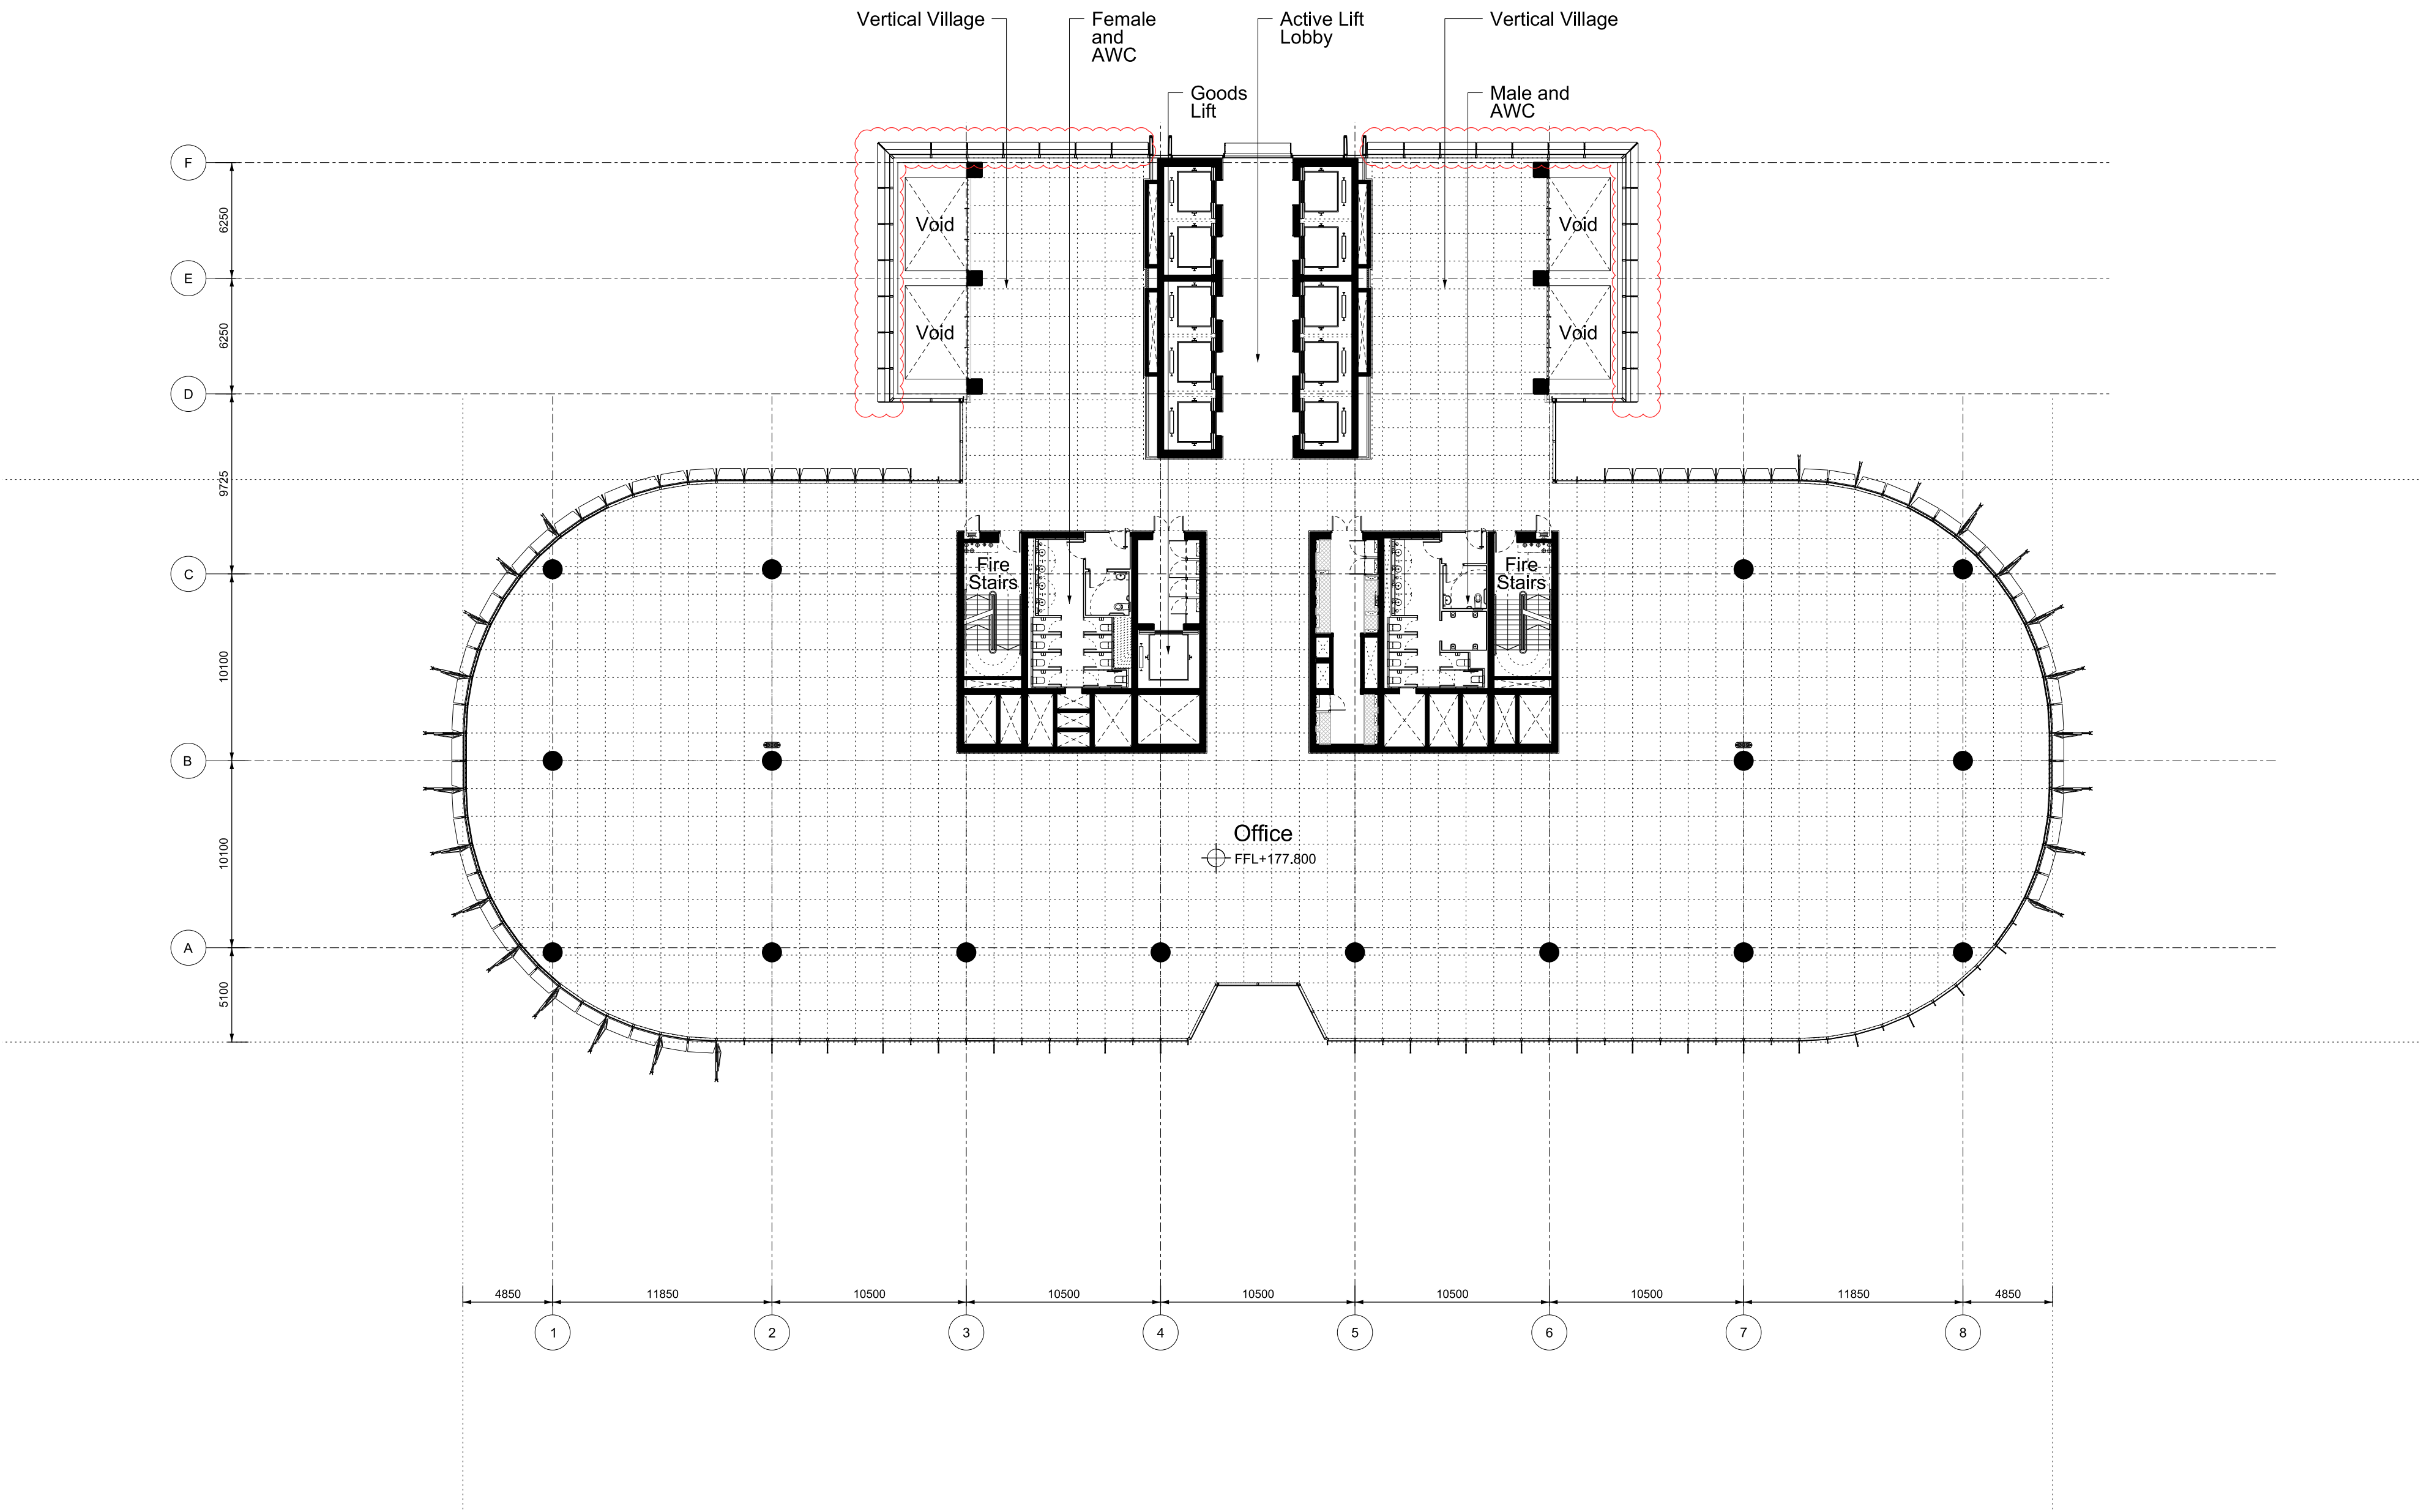 Vertical Village
Female
and
AWC
Active Lift
Lobby
Vertical Village
Goods
Lift
Male and
AWC
F
6250
Void
Void
E
6250
Void
Void
D
9725
C
Fire
Stairs
Fire
Stairs
10100
B
10100
Office
FFL+177.800
A
5100
4850
11850
10500
10500
10500
10500
10500
11850
4850
1
2
3
4
5
6
7
8